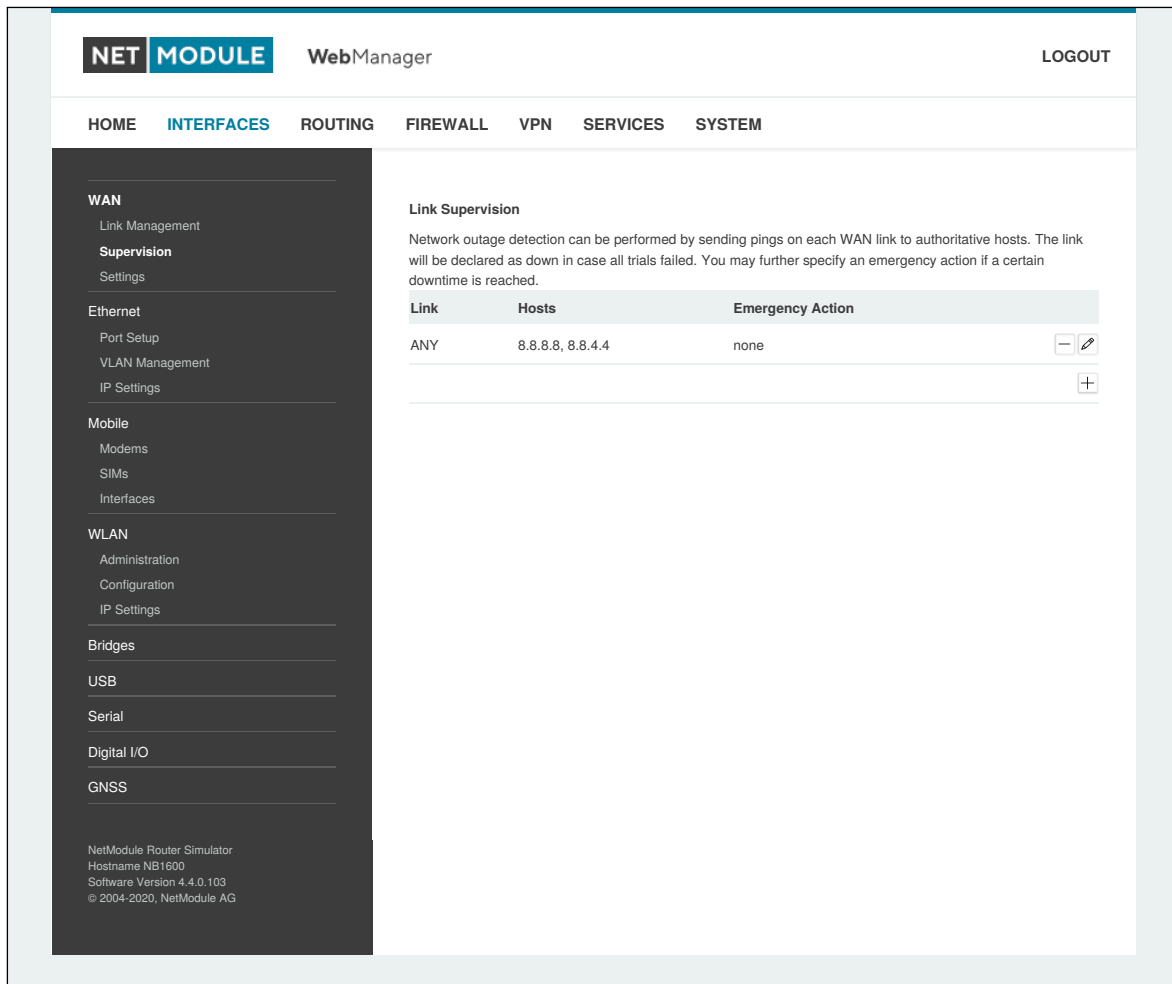 NET MODULE WebManager LOGOUT
HOME INTERFACES ROUTING FIREWALL VPN SERVICES SYSTEM
WAN
Link Management
Supervision
Settings
Ethernet
Port Setup
VLAN Management
IP Settings
Mobile
Modems
SIMs
Interfaces
WLAN
Administration
Configuration
IP Settings
Bridges
USB
Serial
Digital I/O
GNSS
NetModule Router Simulator
Hostname NB1600
Software Version 4.4.0.103
© 2004-2020, NetModule AG
Link Supervision
Network outage detection can be performed by sending pings on each WAN link to authoritative hosts. The link
will be declared as down in case all trials failed. You may further specify an emergency action if a certain
downtime is reached.
Link Hosts Emergency Action
ANY 8.8.8.8, 8.8.4.4 none